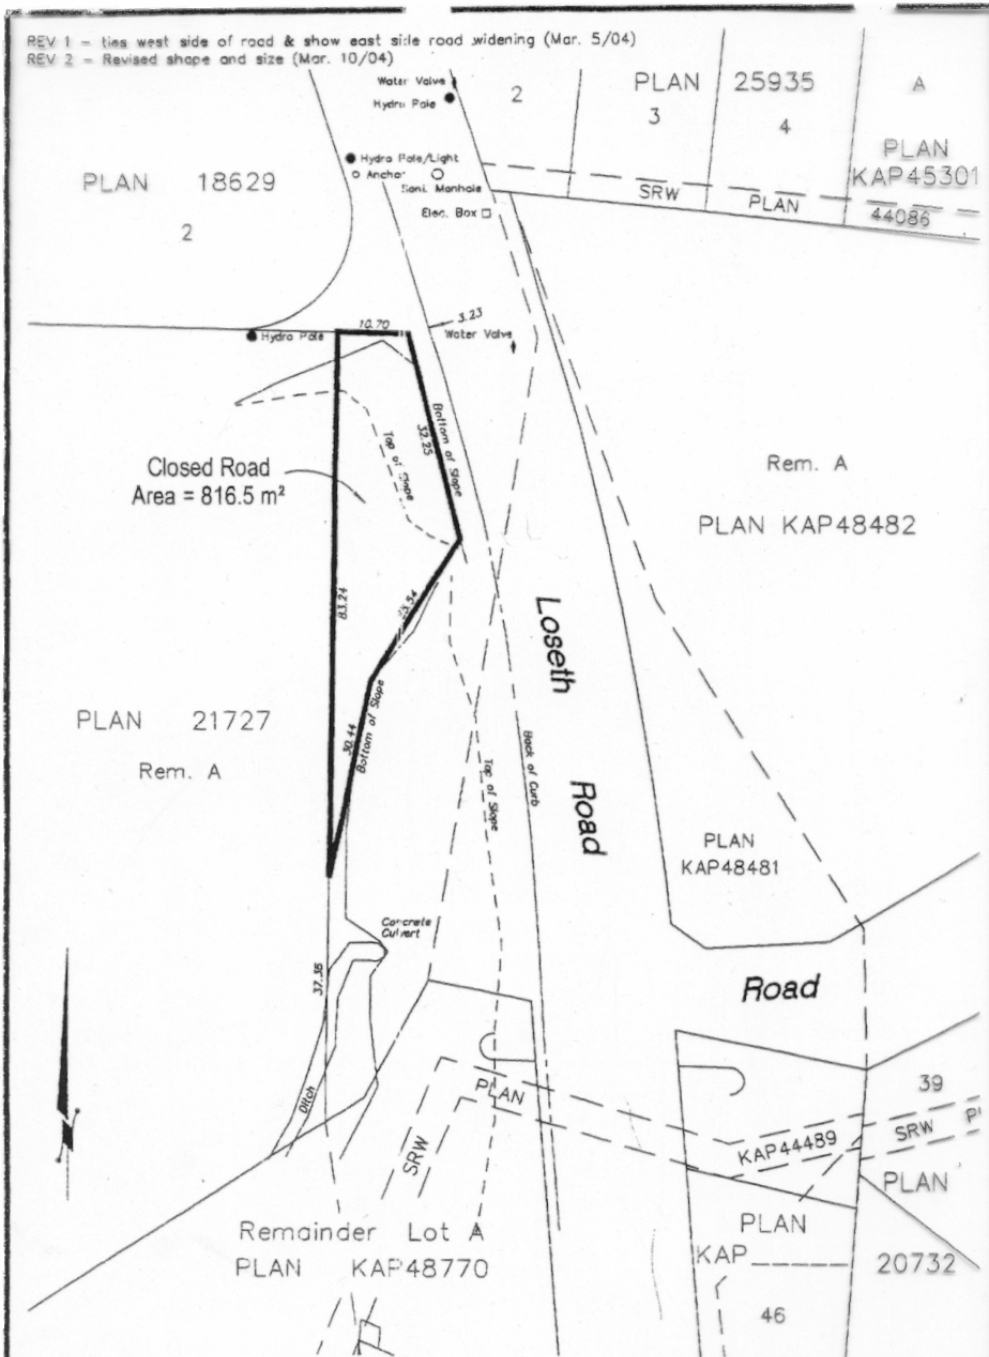 REV 1 - ties west side of road & show east side road widening (Mar. 5/04)
REV 2 - Revised shape and size (Mar. 10/04)
Water Valve
Hydro Pole
2
PLAN 25935
3
4
A
PLAN
KAP45301
Hydro Pole/Light
Anchor
Sani. Manhole
Elec. Box
SRW PLAN 44086
PLAN 18629
2
10.70
3.23
Hydro Pole
Water Valve
Bottom of Slope
32.25
Top of Slope
Closed Road
Area = 816.5 m²
Rem. A
PLAN KAP48482
83.24
Loseth
Road
PLAN 21727
Rem. A
30.44
Bottom of Slope
Top of Slope
Back of Curb
PLAN
KAP48481
Concrete
Culvert
37.36
Road
Ditch
PLAN
SRW
KAP44489
39
SRW
PLAN
Remainder Lot A
PLAN KAP48770
PLAN
KAP
46
20732